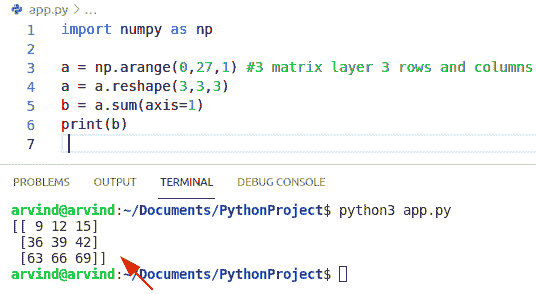 app.py > ...
1 import numpy as np
2
3 a = np.arange(0,27,1) #3 matrix layer 3 rows and columns
4 a = a.reshape(3,3,3)
5 b = a.sum(axis=1)
6 print(b)
7
PROBLEMS OUTPUT TERMINAL DEBUG CONSOLE
arvind@arvind:~/Documents/PythonProject$ python3 app.py
[[ 9 12 15]
 [36 39 42]
 [63 66 69]]
arvind@arvind:~/Documents/PythonProject$